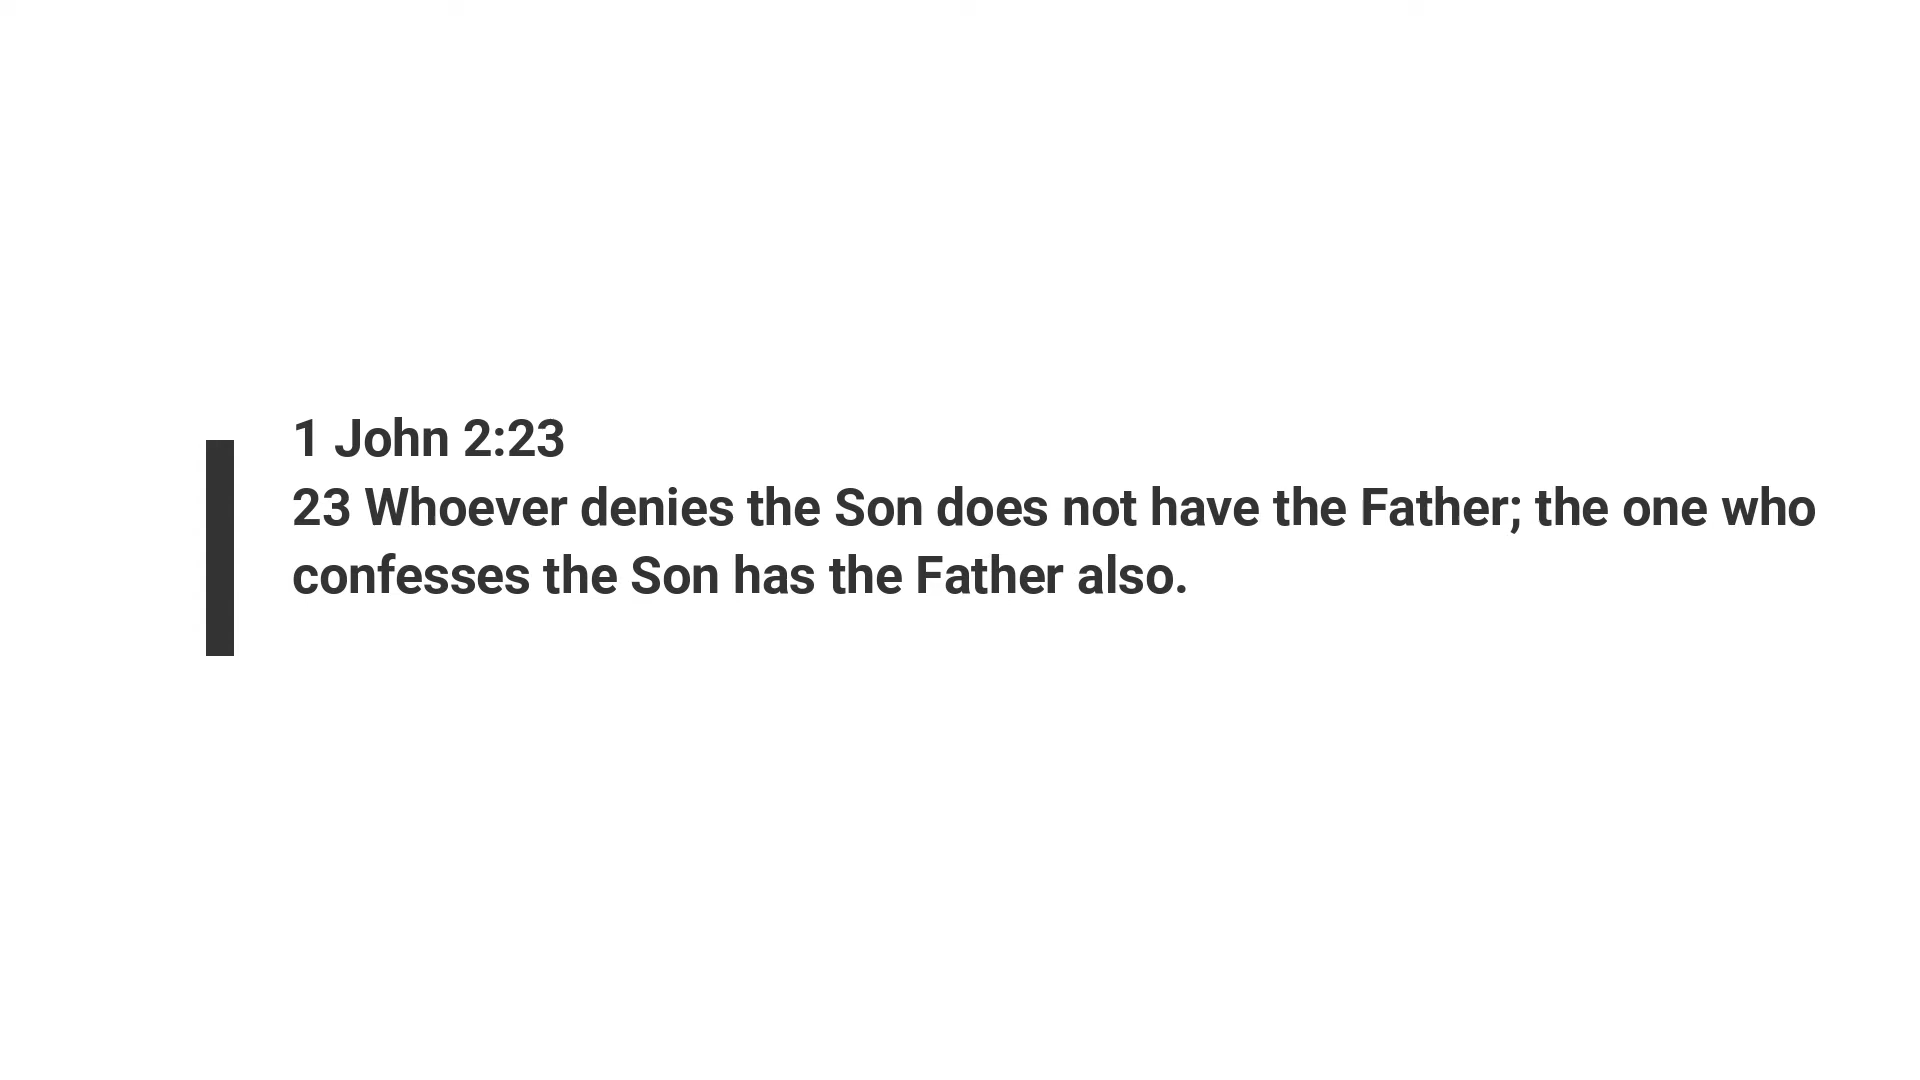 1 John 2:23
23 Whoever denies the Son does not have the Father; the one who
confesses the Son has the Father also.